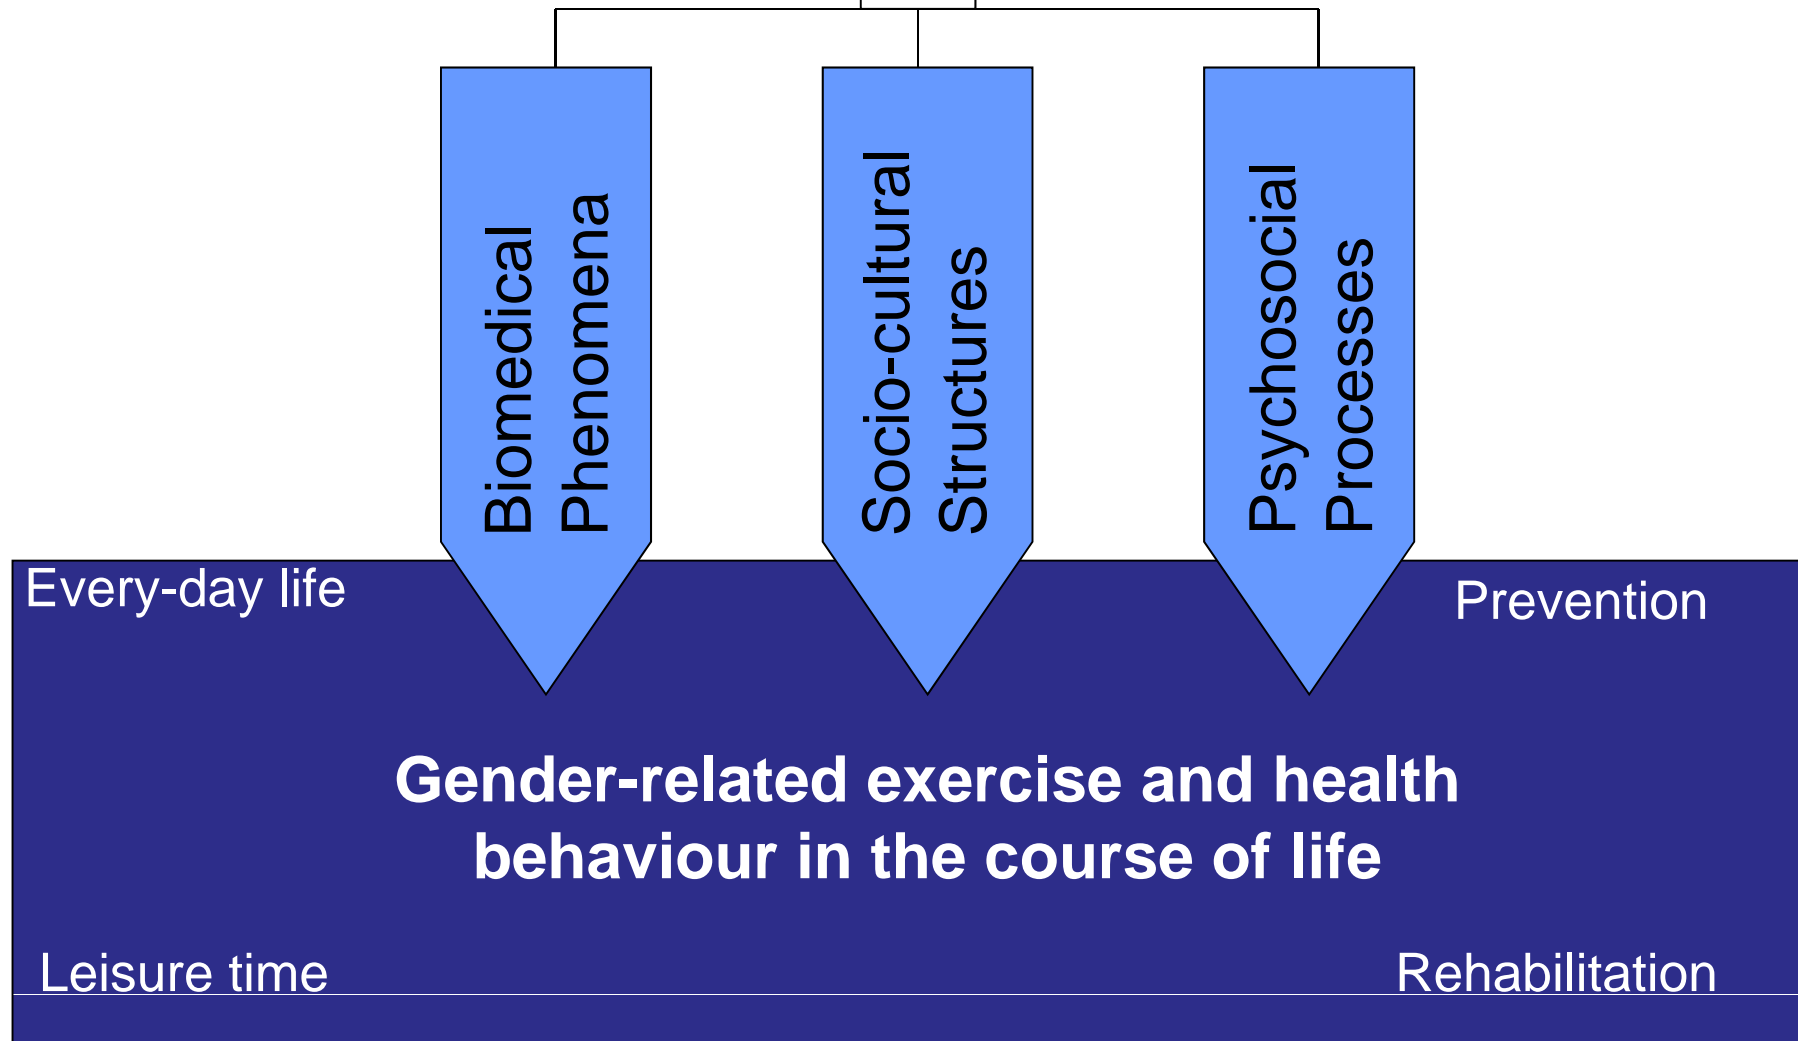 Biomedical
Phenomena
Socio-cultural
Structures
Psychosocial
Processes
Every-day life
Prevention
Gender-related exercise and health
behaviour in the course of life
Leisure time
Rehabilitation